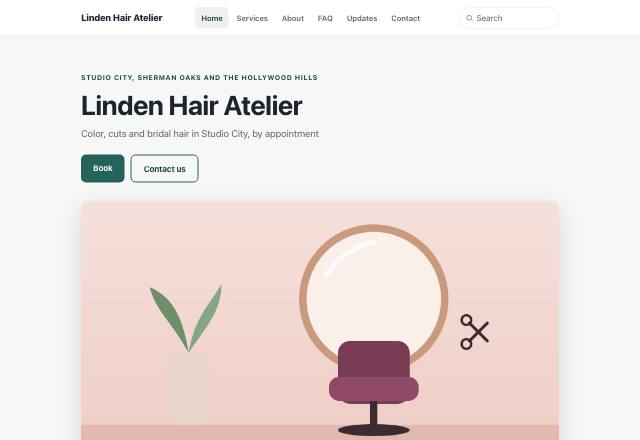 Linden Hair Atelier
Home Services About FAQ Updates Contact
Search
STUDIO CITY, SHERMAN OAKS AND THE HOLLYWOOD HILLS
Linden Hair Atelier
Color, cuts and bridal hair in Studio City, by appointment
Book Contact us